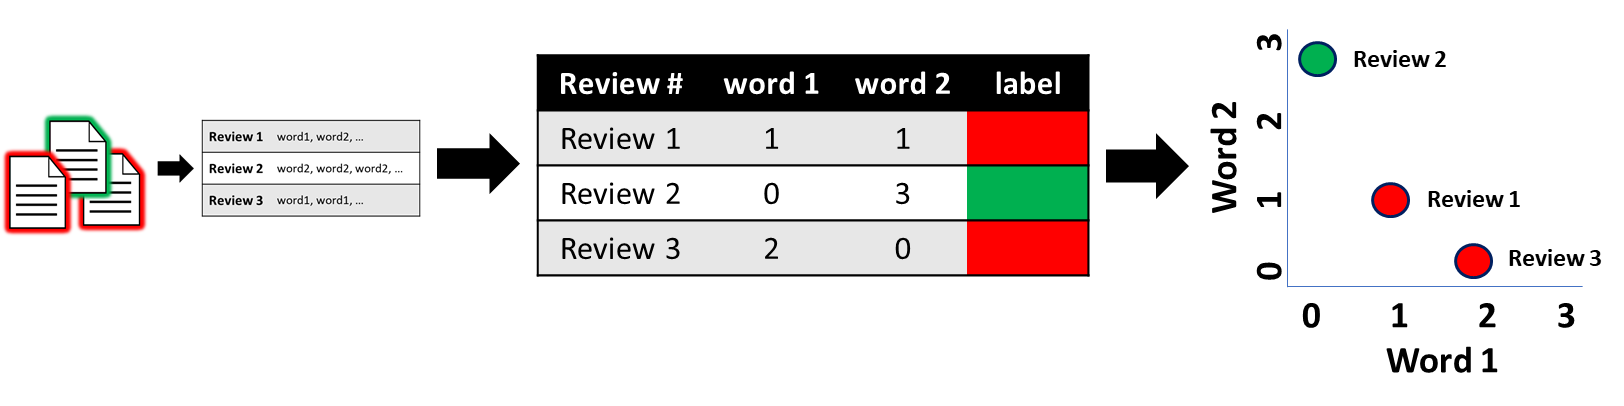 Review 1 word1, word2, ...
Review 2 word2, word2, word2, ...
Review 3 word1, word1, ...
Review # word 1 word 2 label
Review 1 1 1
Review 2 0 3
Review 3 2 0
Word 2
3
2
1
0
Review 2
Review 1
Review 3
0 1 2 3
Word 1